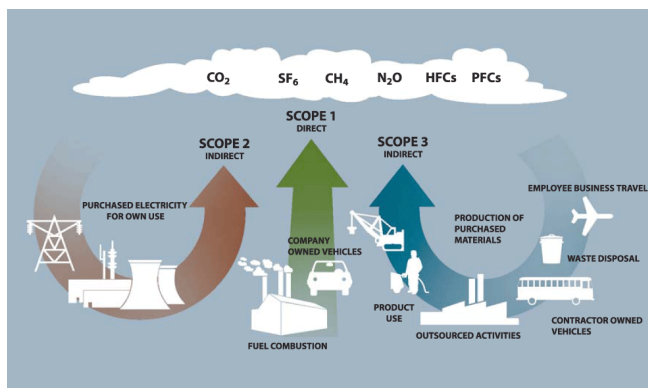 CO₂ SF₆ CH₄ N₂O HFCs PFCs
SCOPE 1
DIRECT
SCOPE 2
INDIRECT
SCOPE 3
INDIRECT
PURCHASED ELECTRICITY
FOR OWN USE
COMPANY
OWNED VEHICLES
FUEL COMBUSTION
EMPLOYEE BUSINESS TRAVEL
PRODUCTION OF
PURCHASED
MATERIALS
WASTE DISPOSAL
PRODUCT
USE
OUTSOURCED ACTIVITIES
CONTRACTOR OWNED
VEHICLES